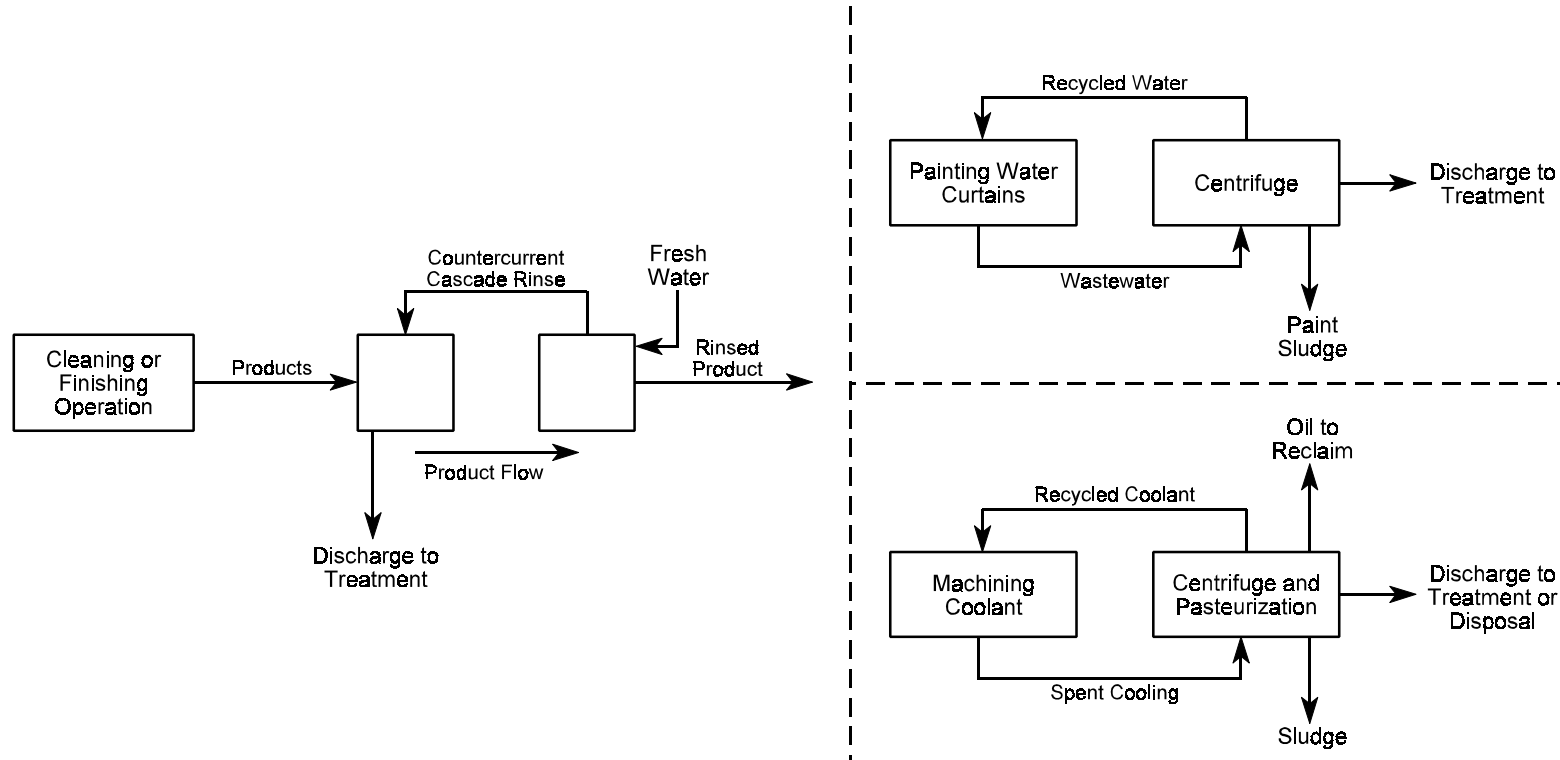 Cleaning or
Finishing
Operation
Products
Countercurrent
Cascade Rinse
Fresh
Water
Rinsed
Product
Product Flow
Discharge to
Treatment
Recycled Water
Painting Water
Curtains
Centrifuge
Discharge to
Treatment
Wastewater
Paint
Sludge
Oil to
Reclaim
Recycled Coolant
Machining
Coolant
Centrifuge and
Pasteurization
Discharge to
Treatment or
Disposal
Spent Cooling
Sludge